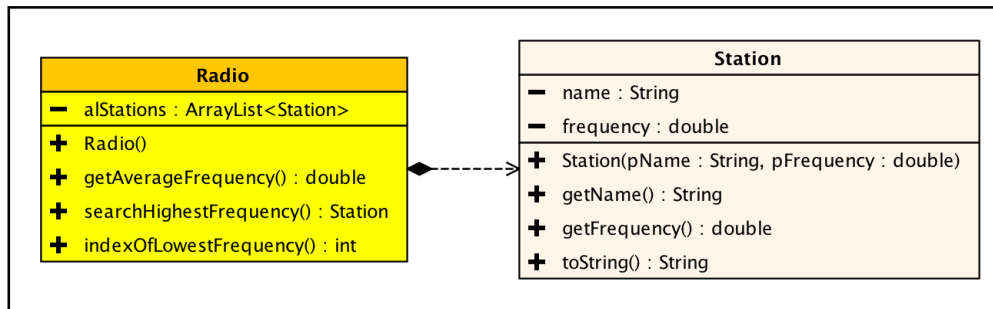 Radio
− alStations : ArrayList<Station>
+ Radio()
+ getAverageFrequency() : double
+ searchHighestFrequency() : Station
+ indexOfLowestFrequency() : int
Station
− name : String
− frequency : double
+ Station(pName : String, pFrequency : double)
+ getName() : String
+ getFrequency() : double
+ toString() : String